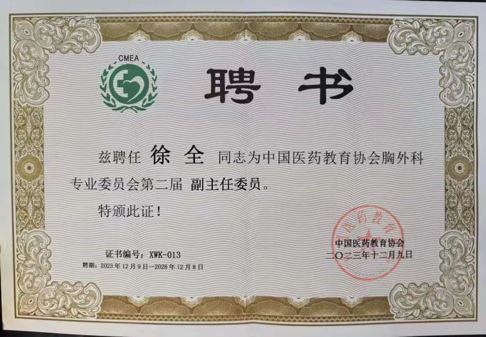 CMEA
聘书
兹聘任 徐全 同志为中国医药教育协会胸外科
专业委员会第二届 副主任委员。
特颁此证！
中国医药教育协会
二〇二三年十二月九日
证书编号：XWK-013
聘期：2023年12月9日—2028年12月8日